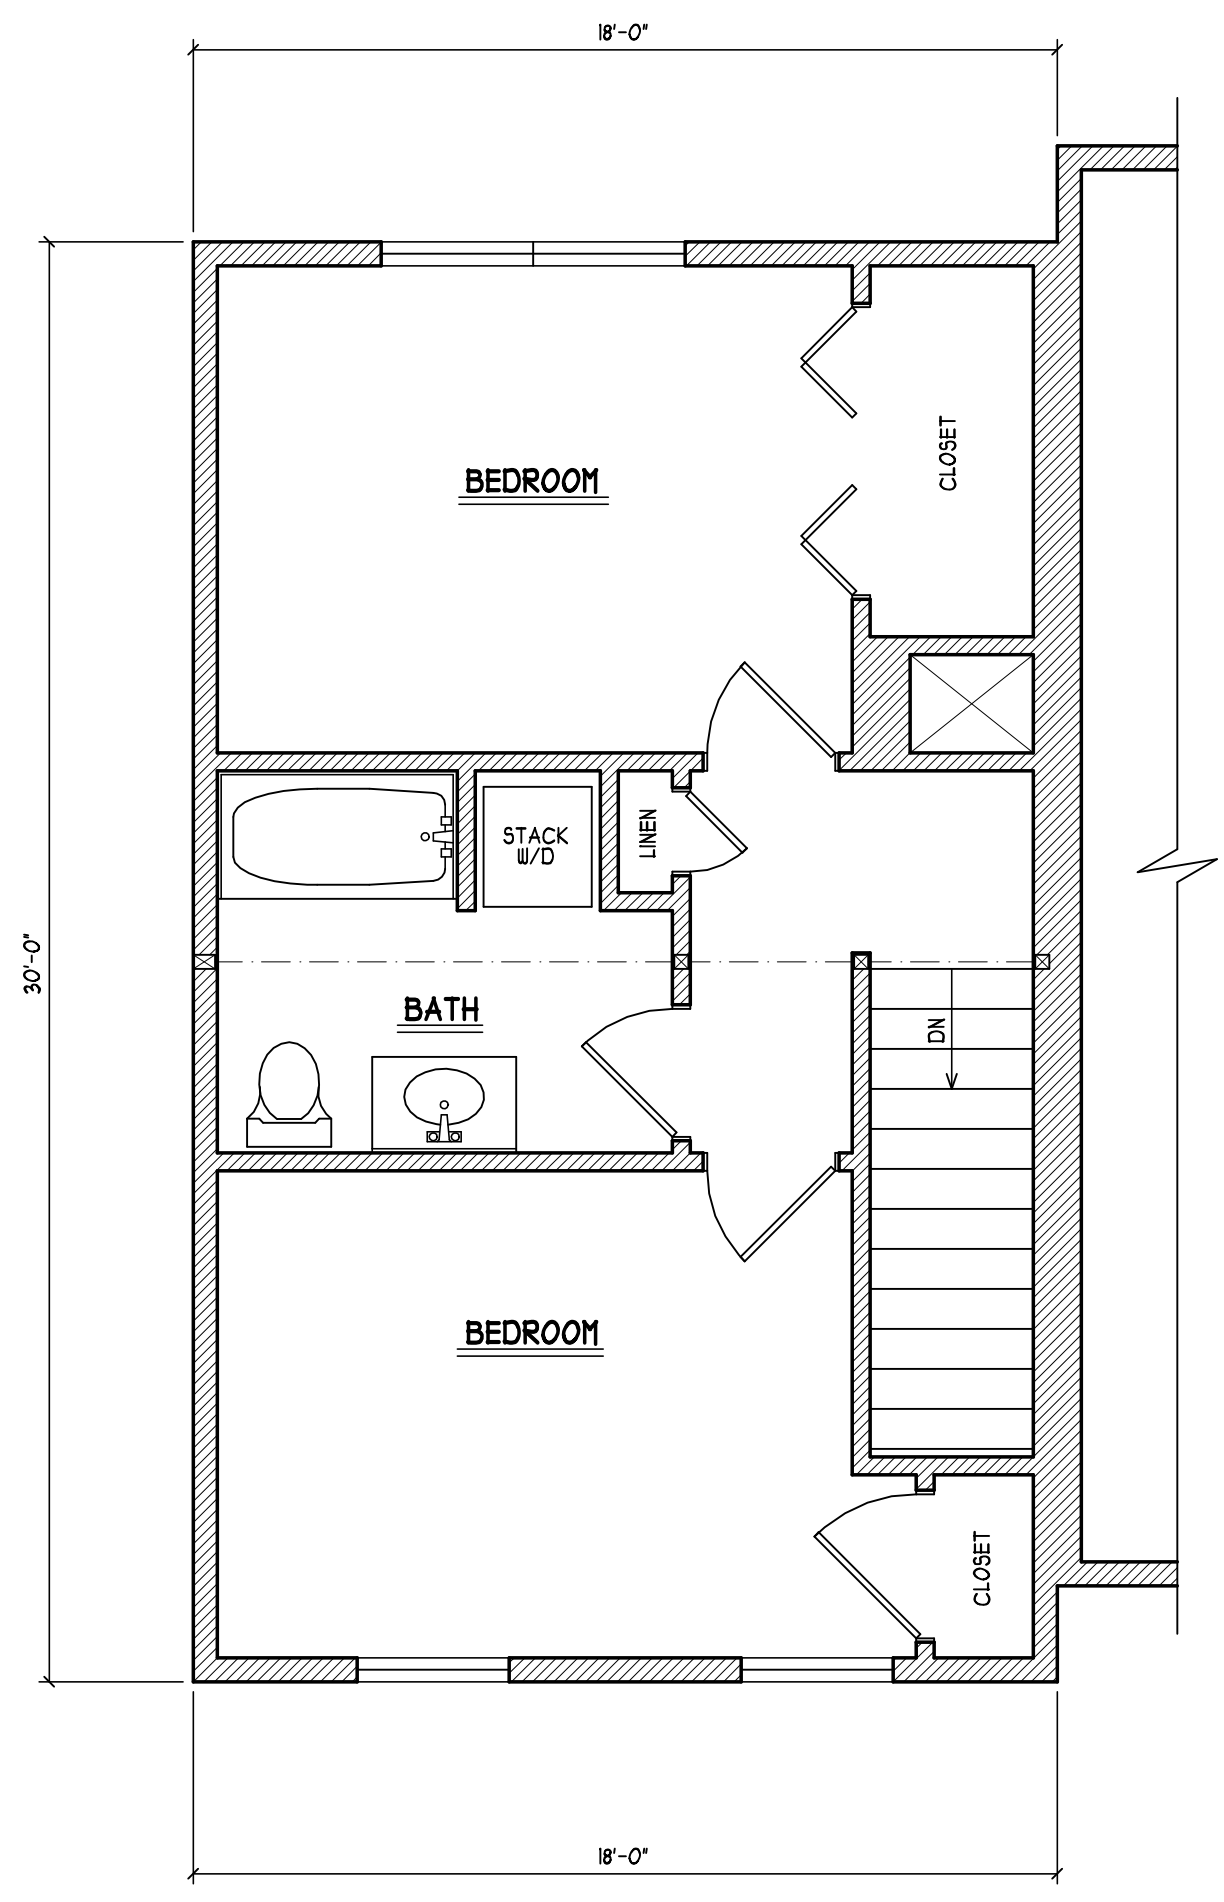 18'-0"
CLOSET
BEDROOM
STACK
W/D
LINEN
30'-0"
BATH
DN
BEDROOM
CLOSET
18'-0"